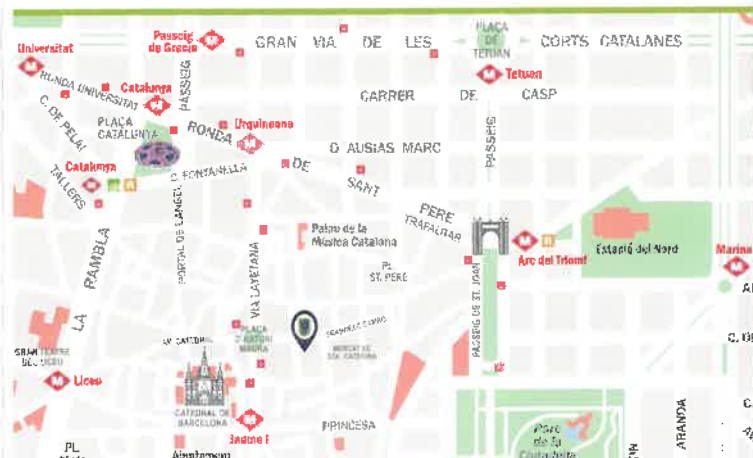 Passeig
de Gracia
GRAN VIA DE LES CORTS CATALANES
PLAÇA
DE
TETUAN
Universitat
Tetuan
RONDA UNIVERSITAT
Catalunya
PASSEIG
CARRER DE CASP
C. DE PELAI
PLAÇA
CATALUNYA
RONDA DE SANT PERE
Urquinaona
AUSIAS MARC
PASSEIG
Catalunya
TALLERS
C. FONTANELLA
PORTAL DE L'ANGEL
LA RAMBLA
TRAFALGAR
Palau de la
Música Catalana
VIA LAYETANA
PL.
ST. PERE
Arc del Triomf
Estació del Nord
Marina
PASSEIG DE ST. JOAN
GRAN TEATRE
DEL LICEU
Liceu
AV. CATEDRAL
PLAÇA
D'ANTONI
MAURA
MERCAT DE
STA. CATERINA
CATEDRAL DE
BARCELONA
Jaume I
PRINCESA
Parc
de la
Ciutadella
ARANDA
PL.